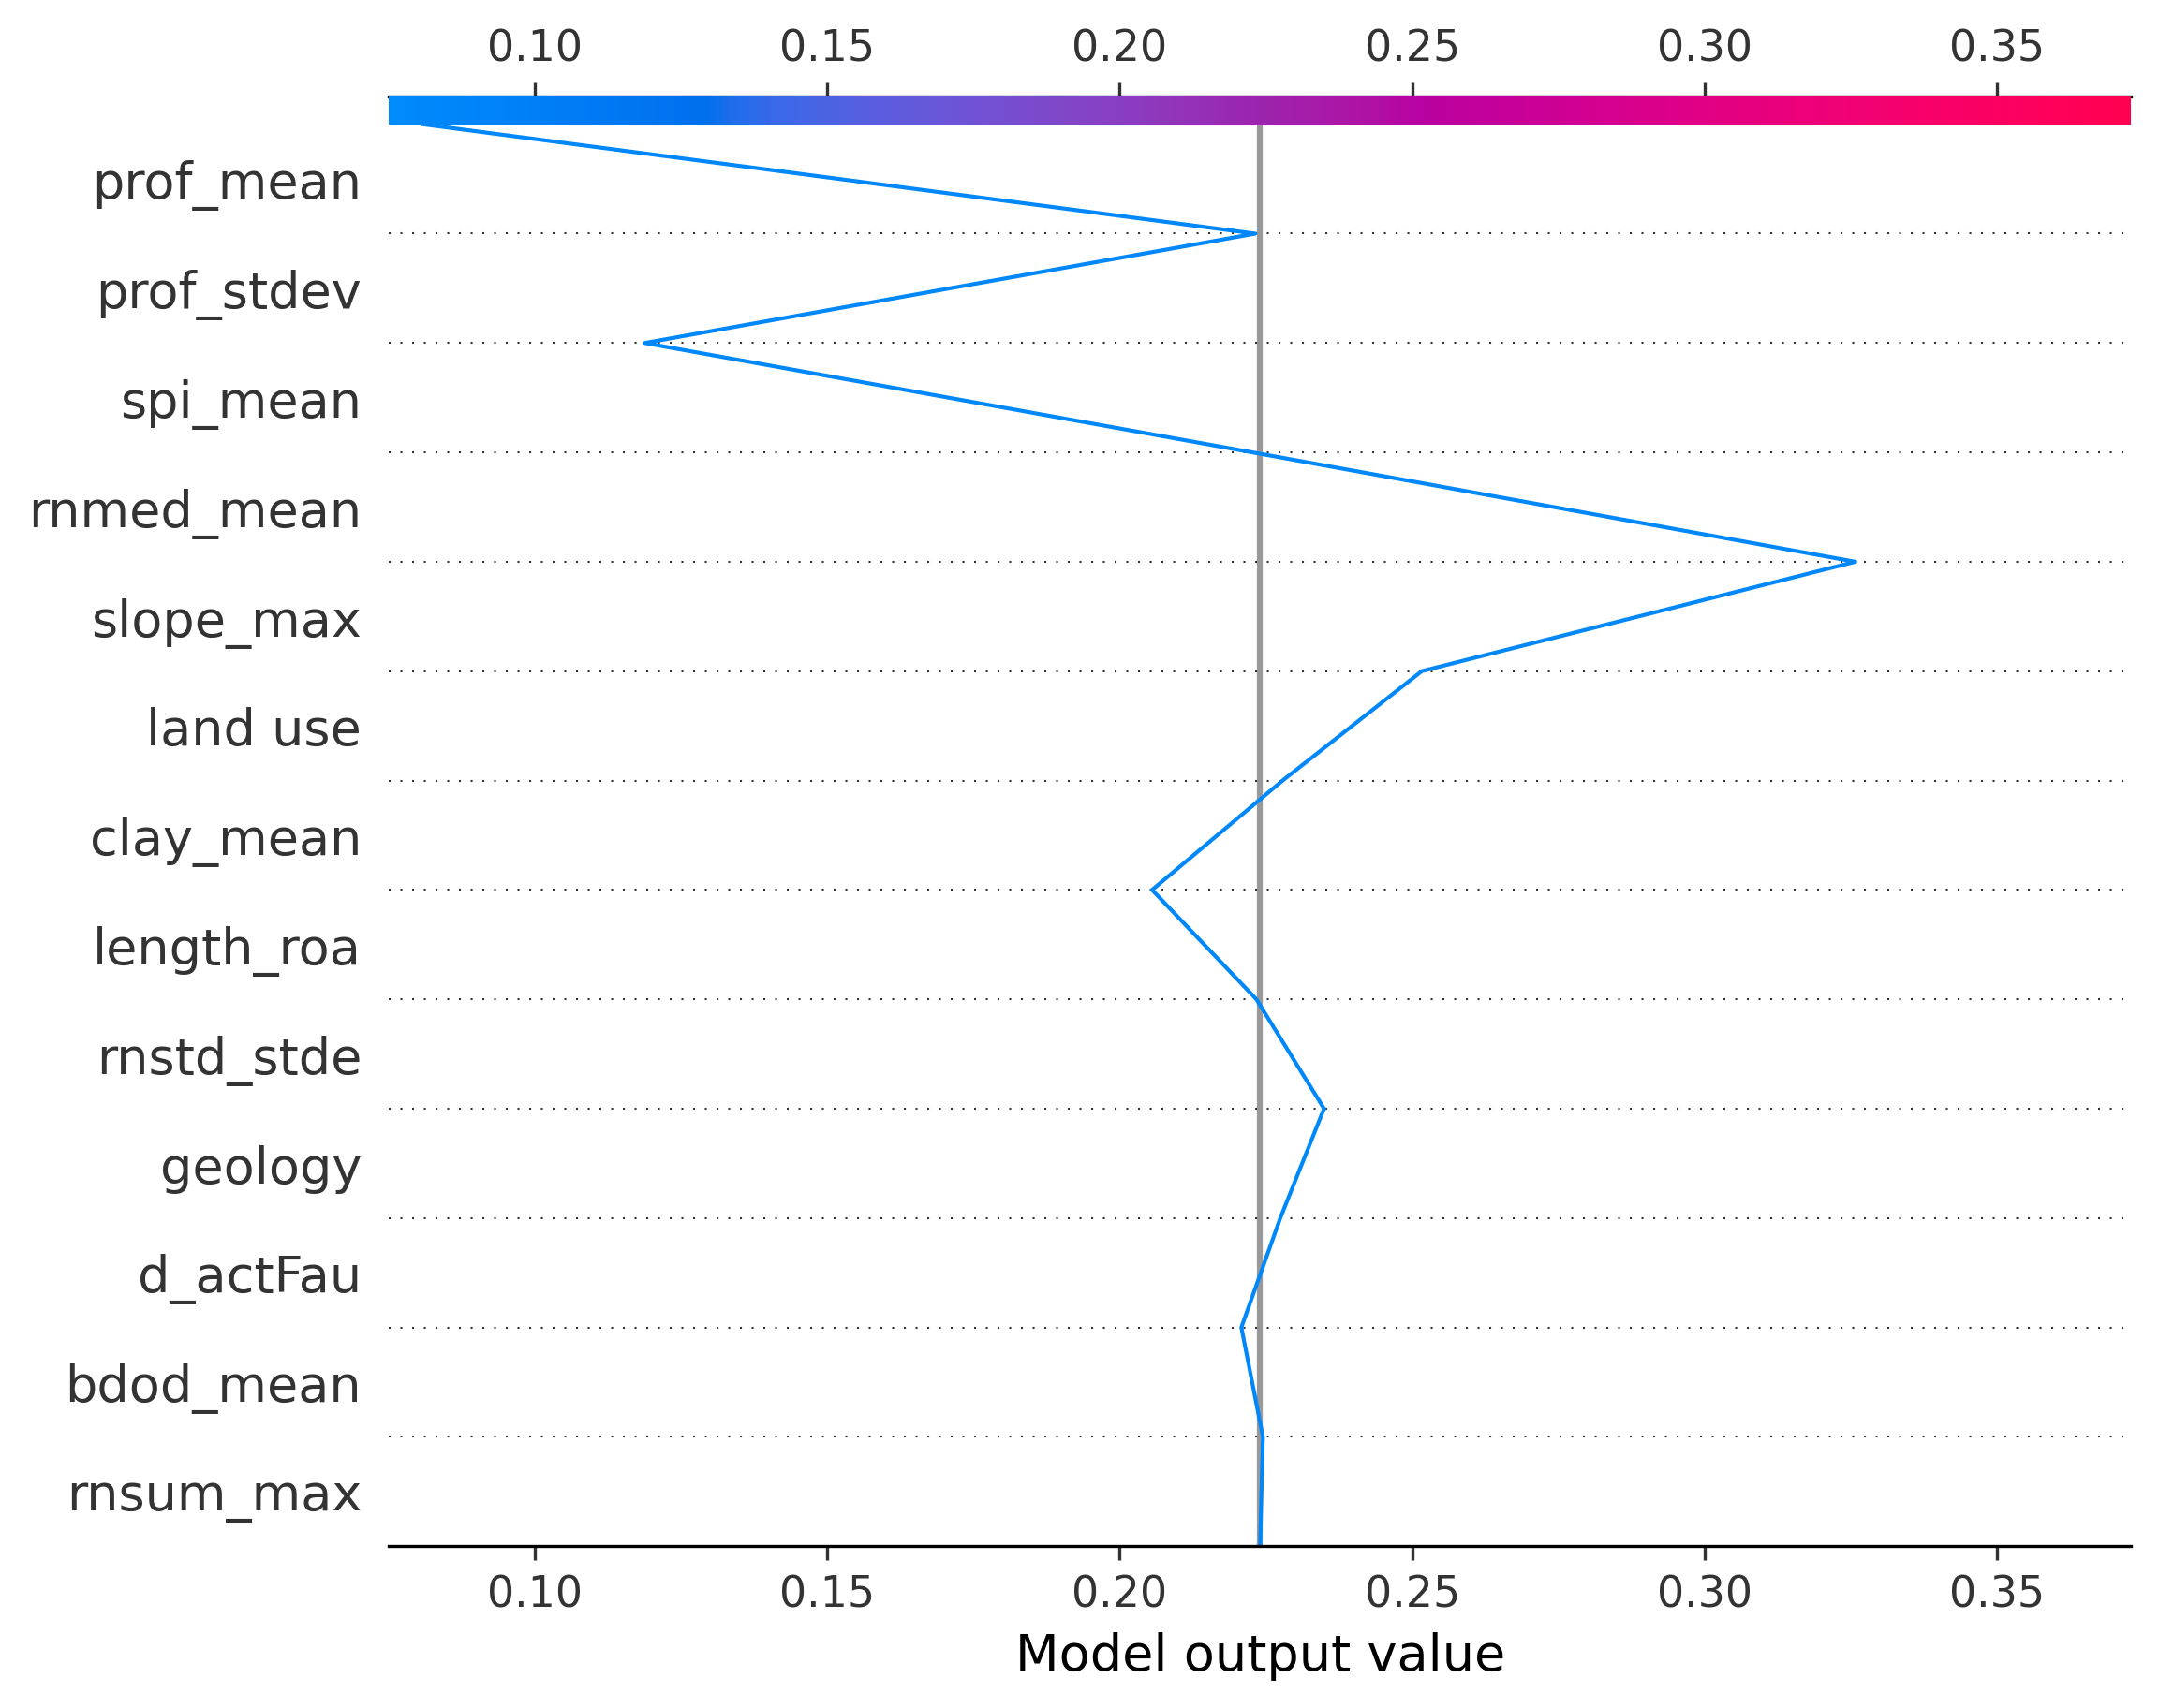 0.10 0.15 0.20 0.25 0.30 0.35
prof_mean
prof_stdev
spi_mean
rnmed_mean
slope_max
land use
clay_mean
length_roa
rnstd_stde
geology
d_actFau
bdod_mean
rnsum_max
0.10 0.15 0.20 0.25 0.30 0.35
Model output value